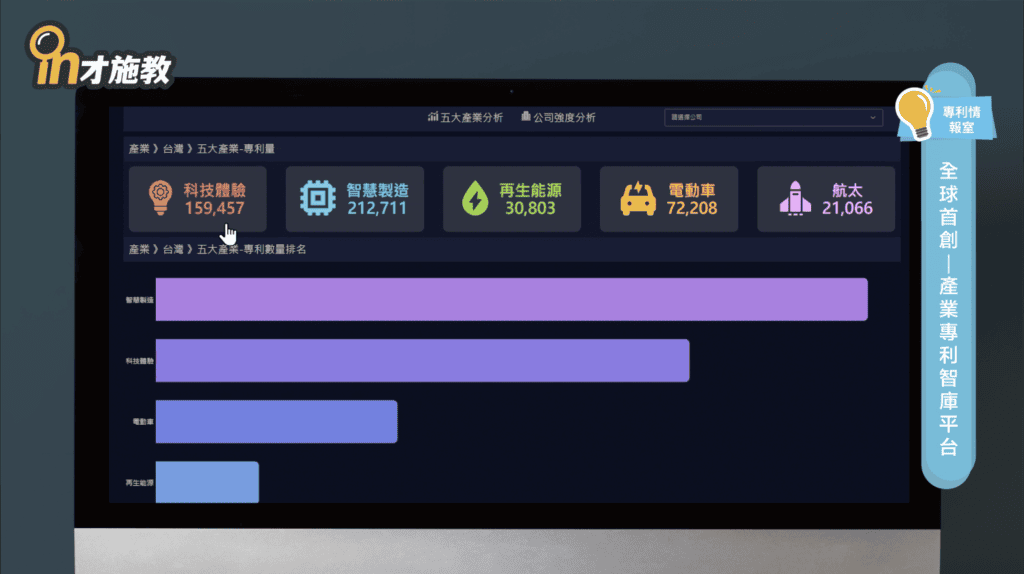 in才施教
專利情
報室
全球首創—產業專利智庫平台
五大產業分析
公司強度分析
請選擇公司
產業》台灣》五大產業-專利量
科技體驗
159,457
智慧製造
212,711
再生能源
30,803
電動車
72,208
航太
21,066
產業》台灣》五大產業-專利數量排名
智慧製造
科技體驗
電動車
再生能源